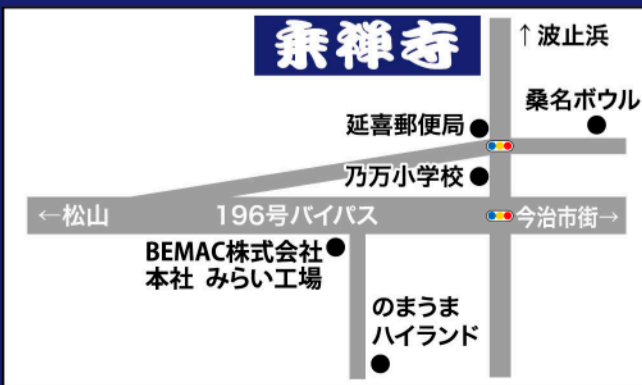 乗禅寺
↑波止浜
桑名ボウル
延喜郵便局
乃万小学校
←松山
196号バイパス
今治市街→
BEMAC株式会社
本社 みらい工場
のまうま
ハイランド